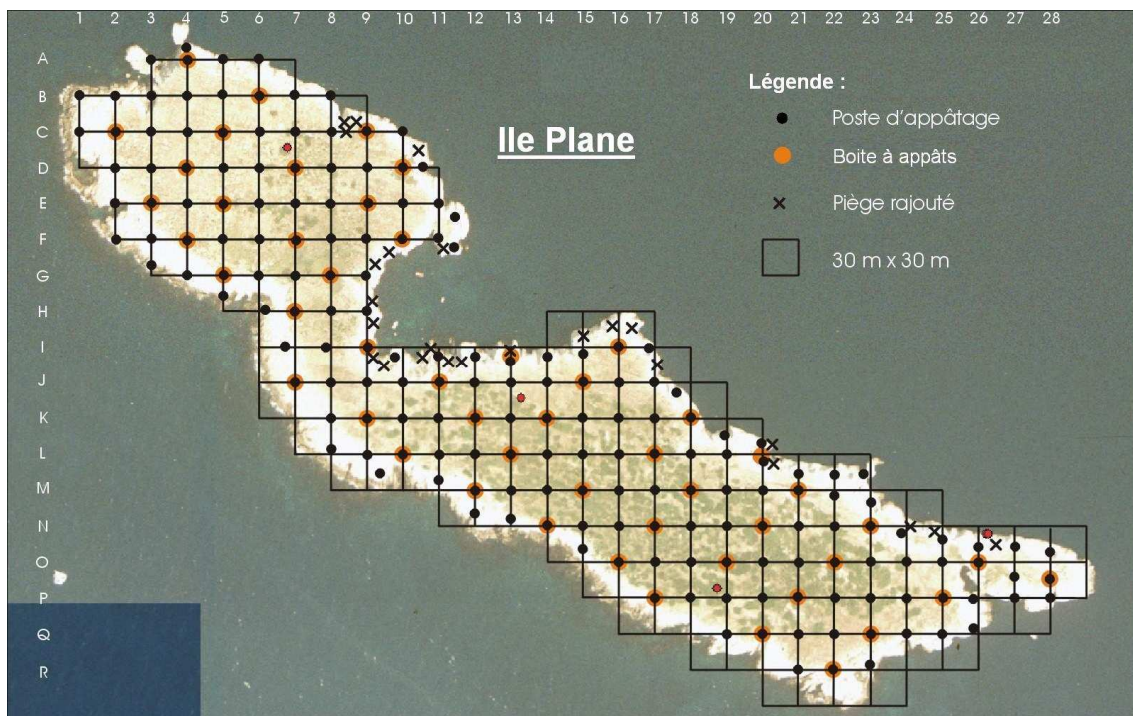 1 2 3 4 5 6 7 8 9 10 11 12 13 14 15 16 17 18 19 20 21 22 23 24 25 26 27 28
A
B
C
D
E
F
G
H
I
J
K
L
M
N
O
P
Q
R
Ile Plane
Légende :
Poste d'appâtage
Boite à appâts
Piège rajouté
30 m x 30 m